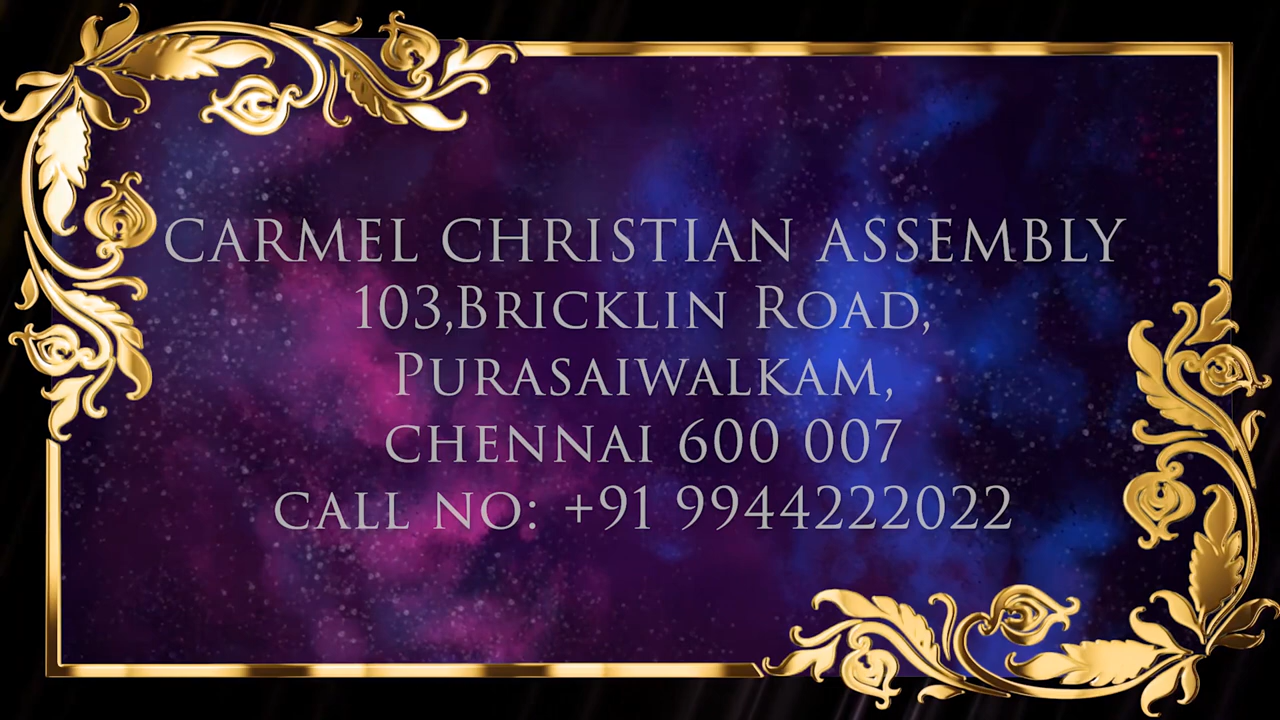 CARMEL CHRISTIAN ASSEMBLY
103,Bricklin Road,
Purasaiwalkam,
chennai 600 007
call no: +91 9944222022